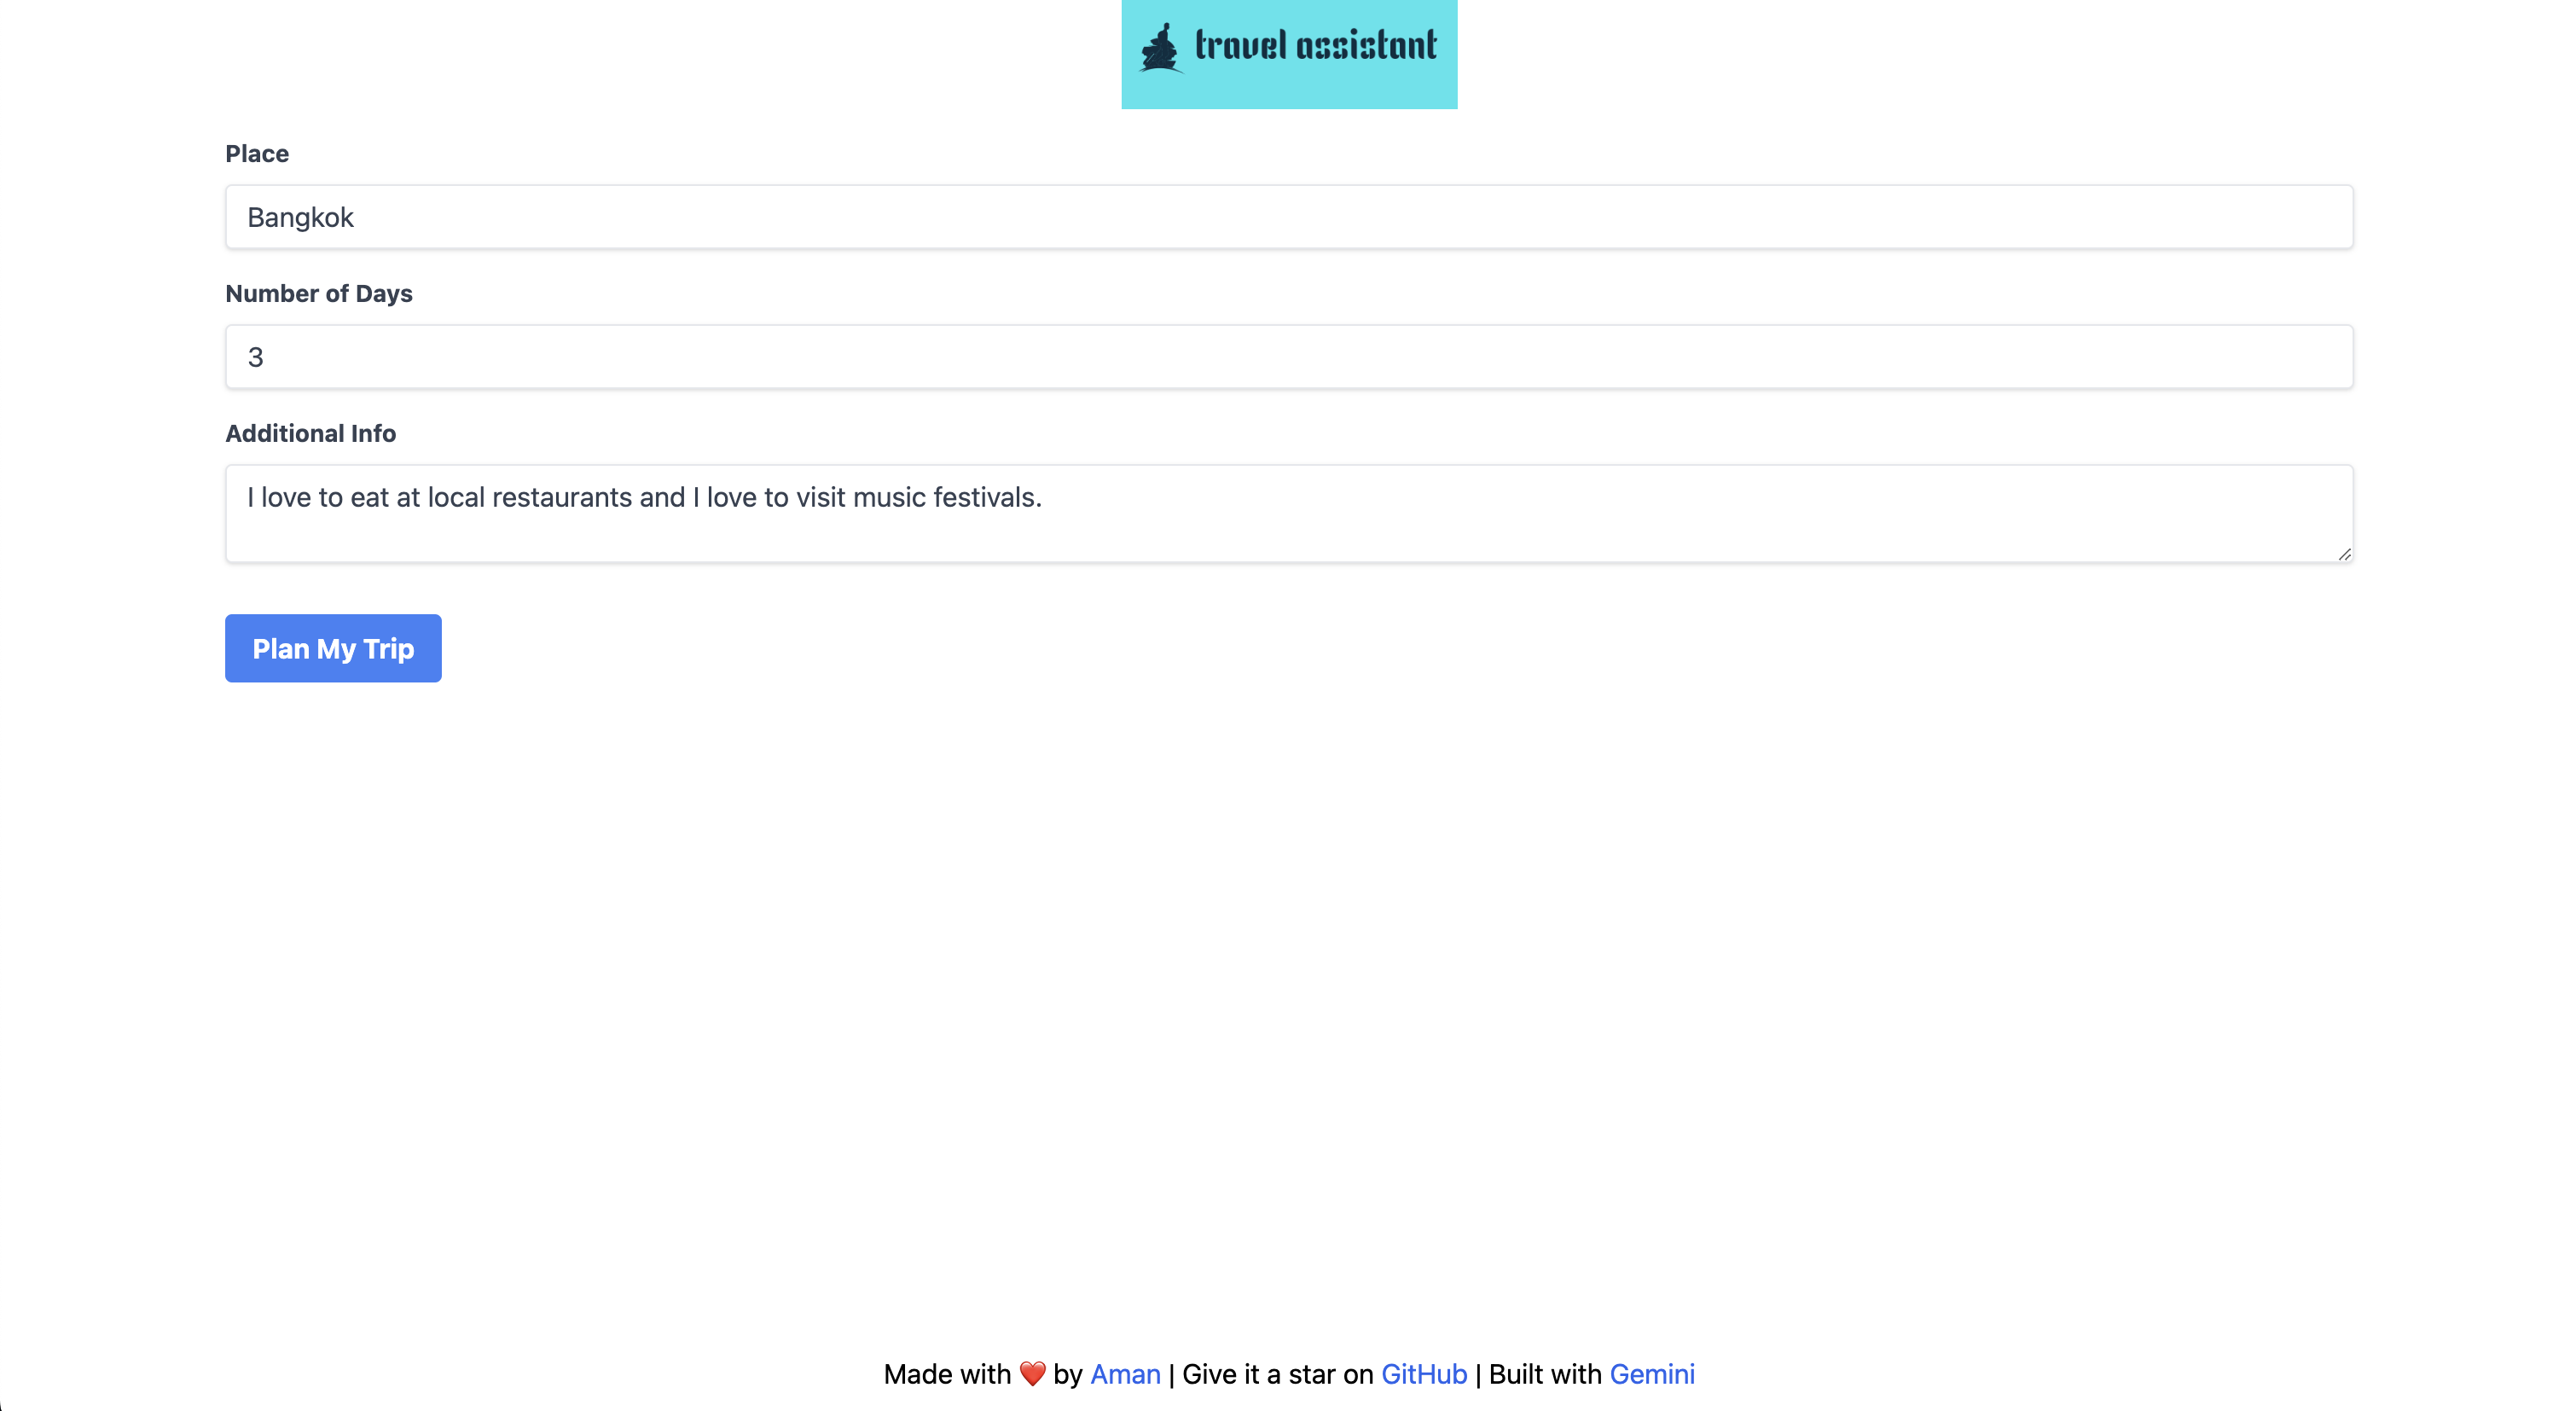 travel assistant
Place
Bangkok
Number of Days
3
Additional Info
I love to eat at local restaurants and I love to visit music festivals.
Plan My Trip
Made with ❤️ by Aman | Give it a star on GitHub | Built with Gemini